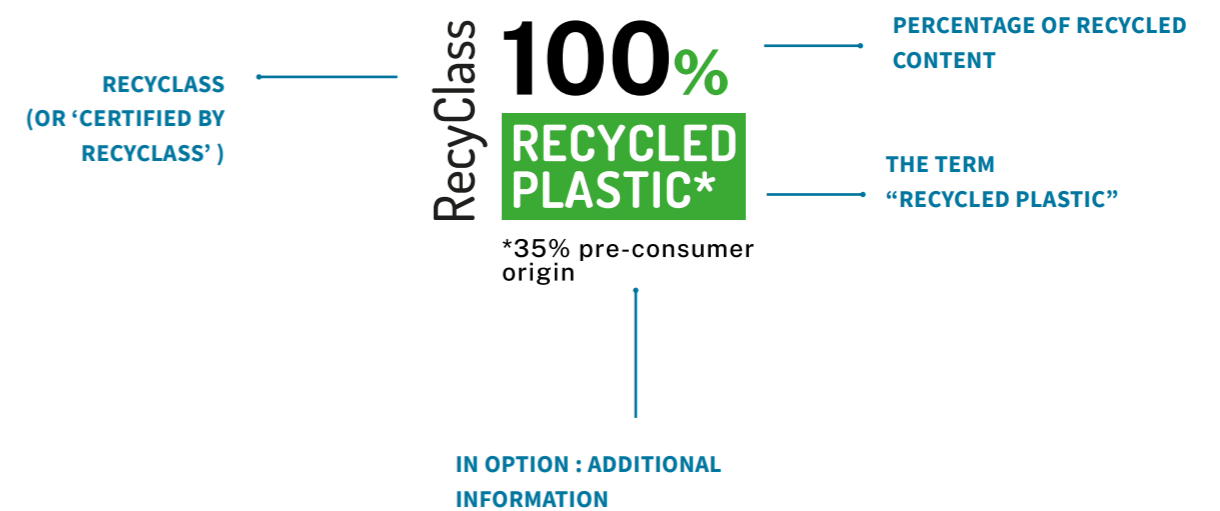 RECYCLASS
(OR ‘CERTIFIED BY
RECYCLASS’ )
RecyClass
100%
RECYCLED
PLASTIC*
*35% pre-consumer
origin
PERCENTAGE OF RECYCLED
CONTENT
THE TERM
“RECYCLED PLASTIC”
IN OPTION : ADDITIONAL
INFORMATION